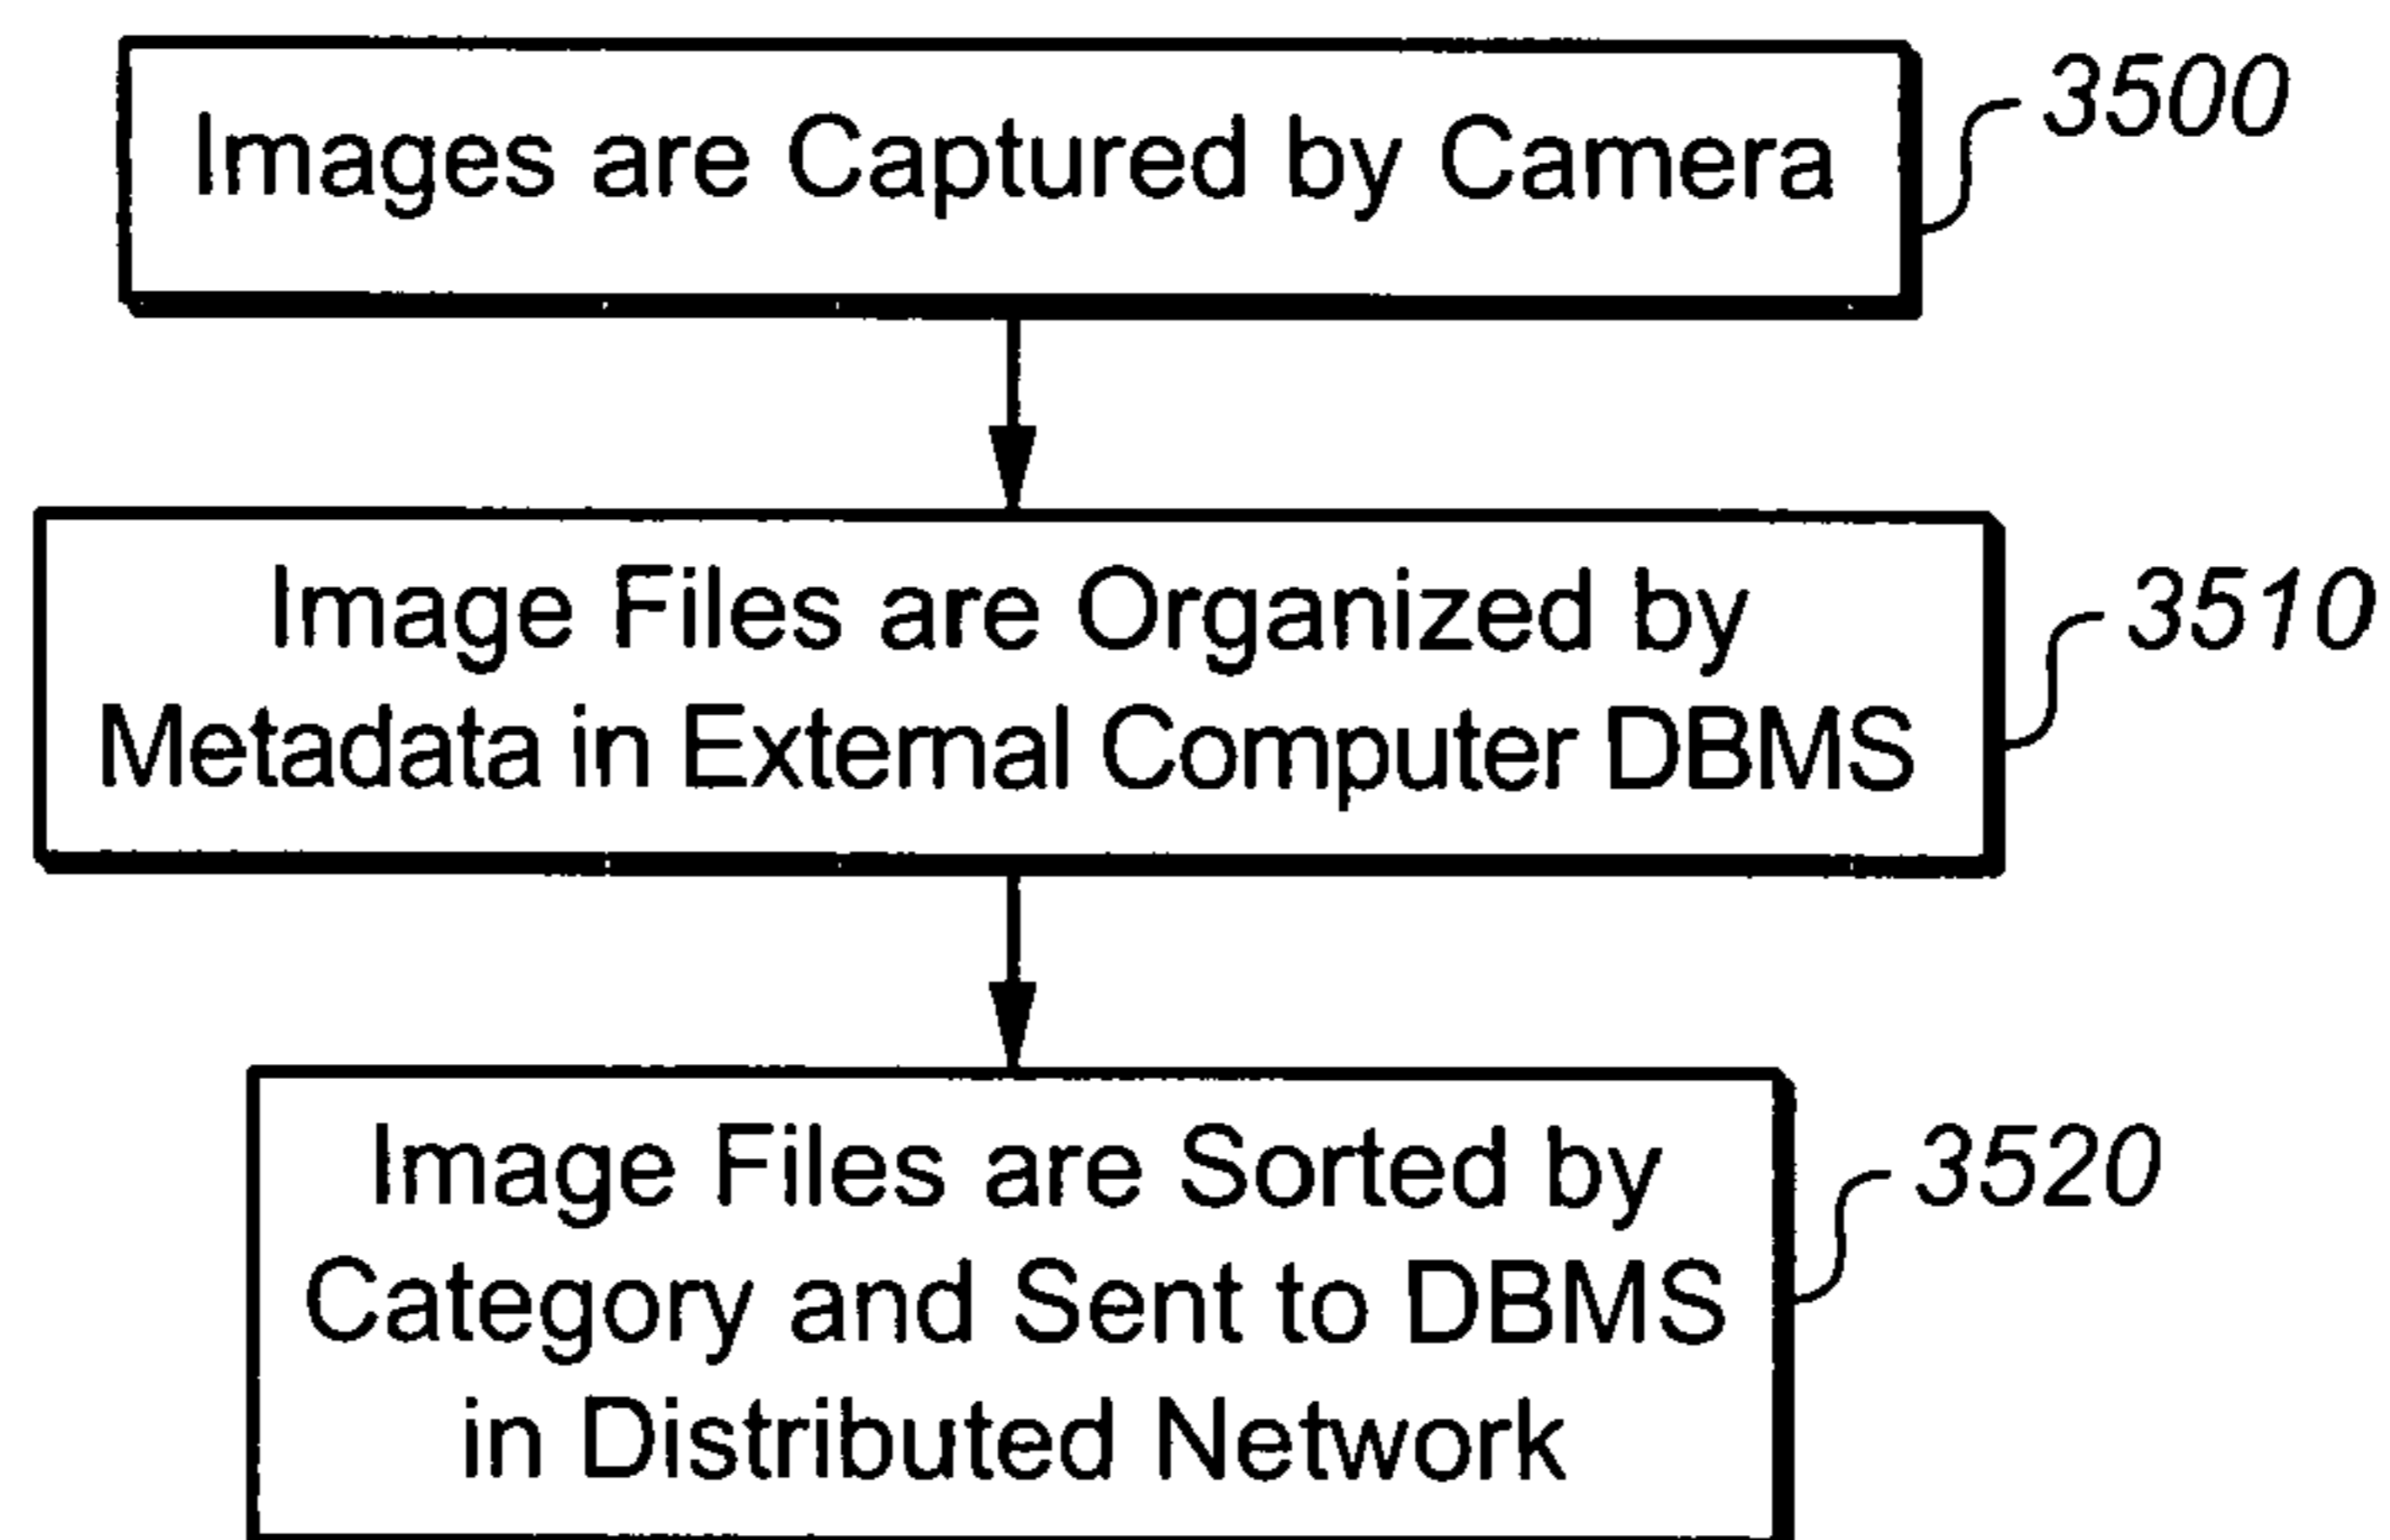 Images are Captured by Camera
3500
Image Files are Organized by
3510
Metadata in External Computer DBMS
Image Files are Sorted by
3520
Category and Sent to DBMS
in Distributed Network